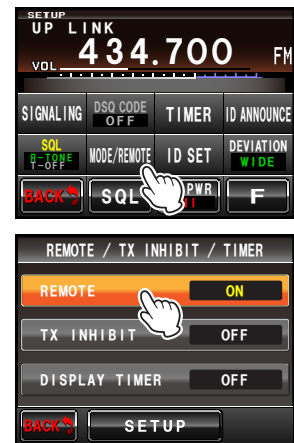 SETUP
UP LINK
VOL 434.700 FM
SIGNALING DSQ CODE OFF TIMER ID ANNOUNCE
SQL R-TONE T-OFF MODE/REMOTE ID SET DEVIATION WIDE
BACK SQL PWR F
REMOTE / TX INHIBIT / TIMER
REMOTE ON
TX INHIBIT OFF
DISPLAY TIMER OFF
BACK SETUP